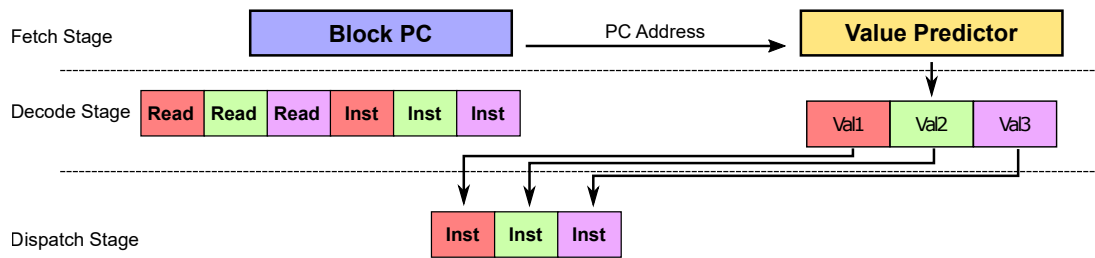 Fetch Stage
Block PC
PC Address
Value Predictor
Decode Stage
Read Read Read Inst Inst Inst
Val1 Val2 Val3
Dispatch Stage
Inst Inst Inst